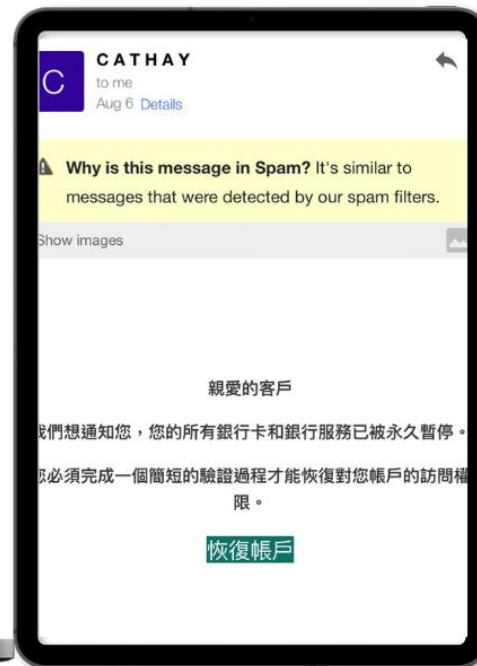 C
CATHAY
to me
Aug 6 Details
Why is this message in Spam? It's similar to
messages that were detected by our spam filters.
Show images
親愛的客戶
我們想通知您，您的所有銀行卡和銀行服務已被永久暫停。
您必須完成一個簡短的驗證過程才能恢復對您帳戶的訪問權
限。
恢復帳戶